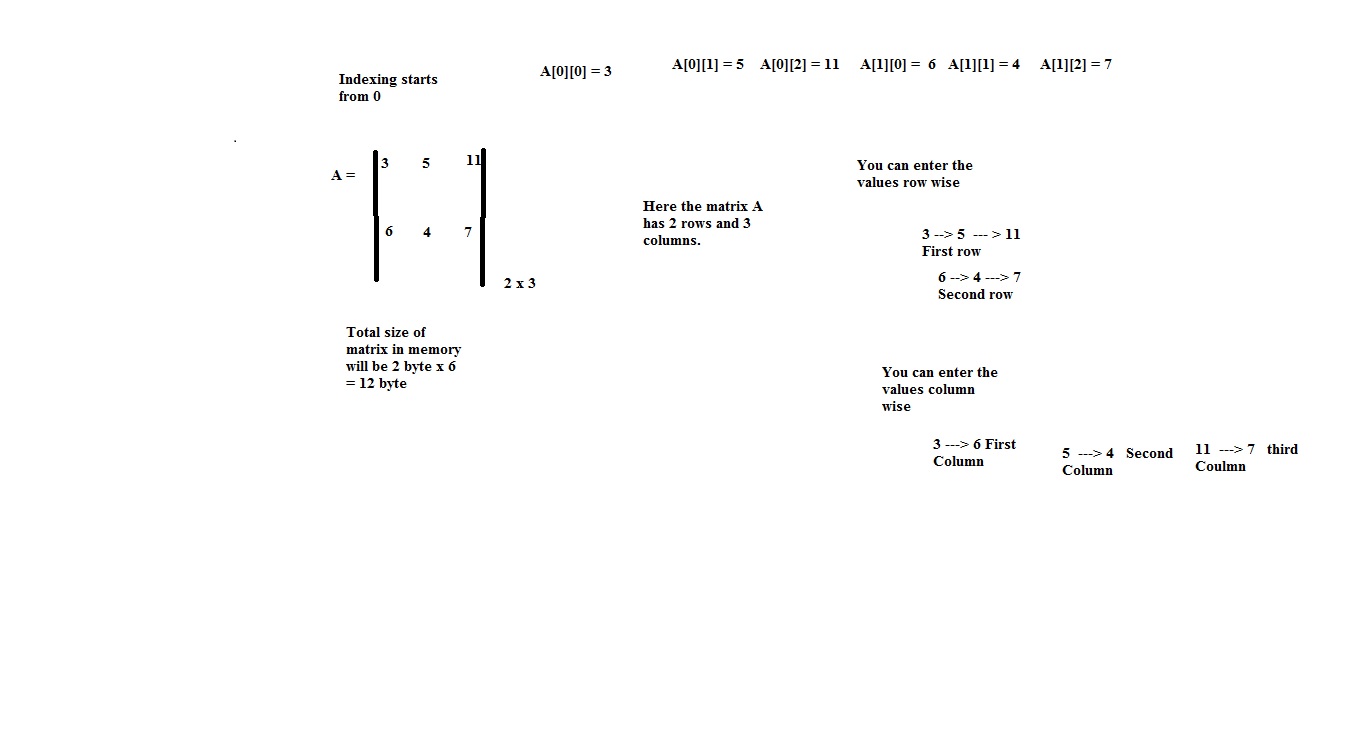 Indexing starts
from 0
A[0][0] = 3
A[0][1] = 5 A[0][2] = 11 A[1][0] = 6 A[1][1] = 4 A[1][2] = 7
A =
3 5 11
6 4 7
2 x 3
Here the matrix A
has 2 rows and 3
columns.
You can enter the
values row wise
3 --> 5 --- > 11
First row
6 --> 4 ---> 7
Second row
Total size of
matrix in memory
will be 2 byte x 6
= 12 byte
You can enter the
values column
wise
3 ---> 6 First
Column
5 ---> 4 Second
Column
11 ---> 7 third
Coulmn